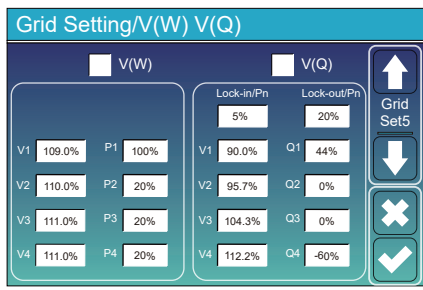 Grid Setting/V(W) V(Q)
V(W) V(Q)
Lock-in/Pn Lock-out/Pn
5% 20%
V1 109.0% P1 100% V1 90.0% Q1 44%
V2 110.0% P2 20% V2 95.7% Q2 0%
V3 111.0% P3 20% V3 104.3% Q3 0%
V4 111.0% P4 20% V4 112.2% Q4 -60%
Grid
Set5